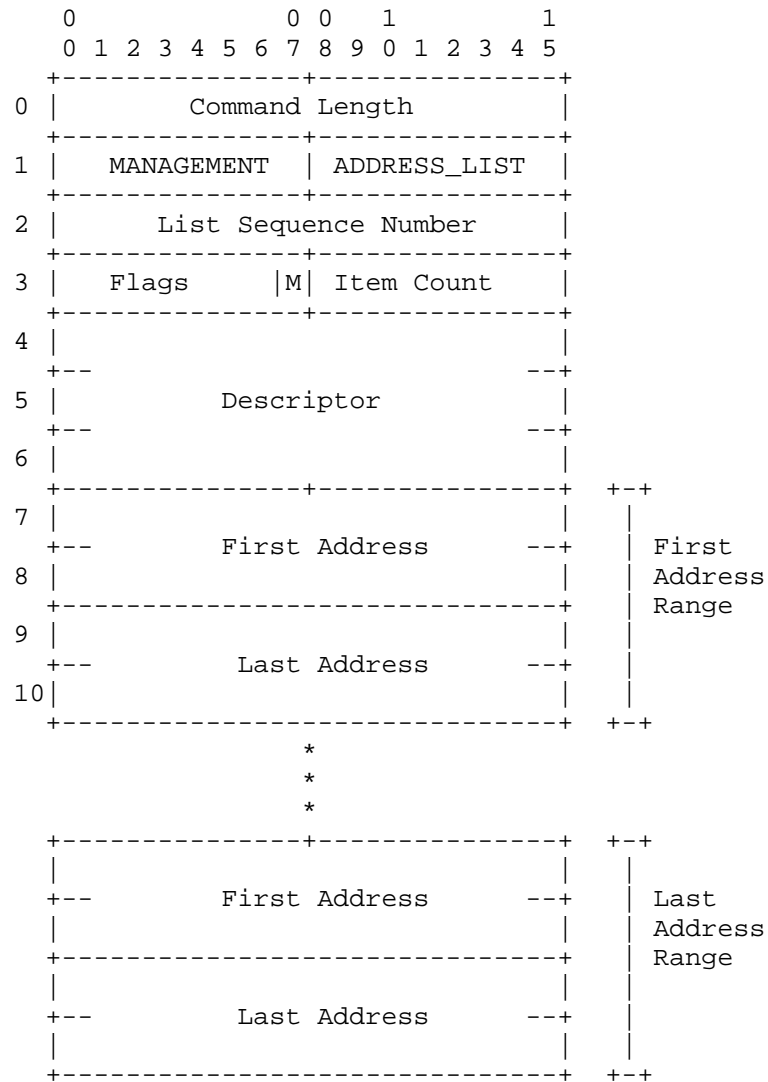 0             0 0   1         1
 0 1 2 3 4 5 6 7 8 9 0 1 2 3 4 5
+---------------+---------------+
0 |        Command Length         |
+---------------+---------------+
1 |   MANAGEMENT  | ADDRESS_LIST  |
+---------------+---------------+
2 |      List Sequence Number     |
+---------------+---------------+
3 |   Flags     |M| Item Count    |
+---------------+---------------+
4 |                               |
+--                           --+
5 |          Descriptor           |
+--                           --+
6 |                               |
+---------------+---------------+  +-+
7 |                               |   |
+--        First Address      --+   | First
8 |                               |   | Address
+-------------------------------+   | Range
9 |                               |   |
+--         Last Address      --+   |
10|                               |   |
+-------------------------------+  +-+
*
*
*
+---------------+---------------+  +-+
|                               |   |
+--        First Address      --+   | Last
|                               |   | Address
+-------------------------------+   | Range
|                               |   |
+--         Last Address      --+   |
|                               |   |
+-------------------------------+  +-+